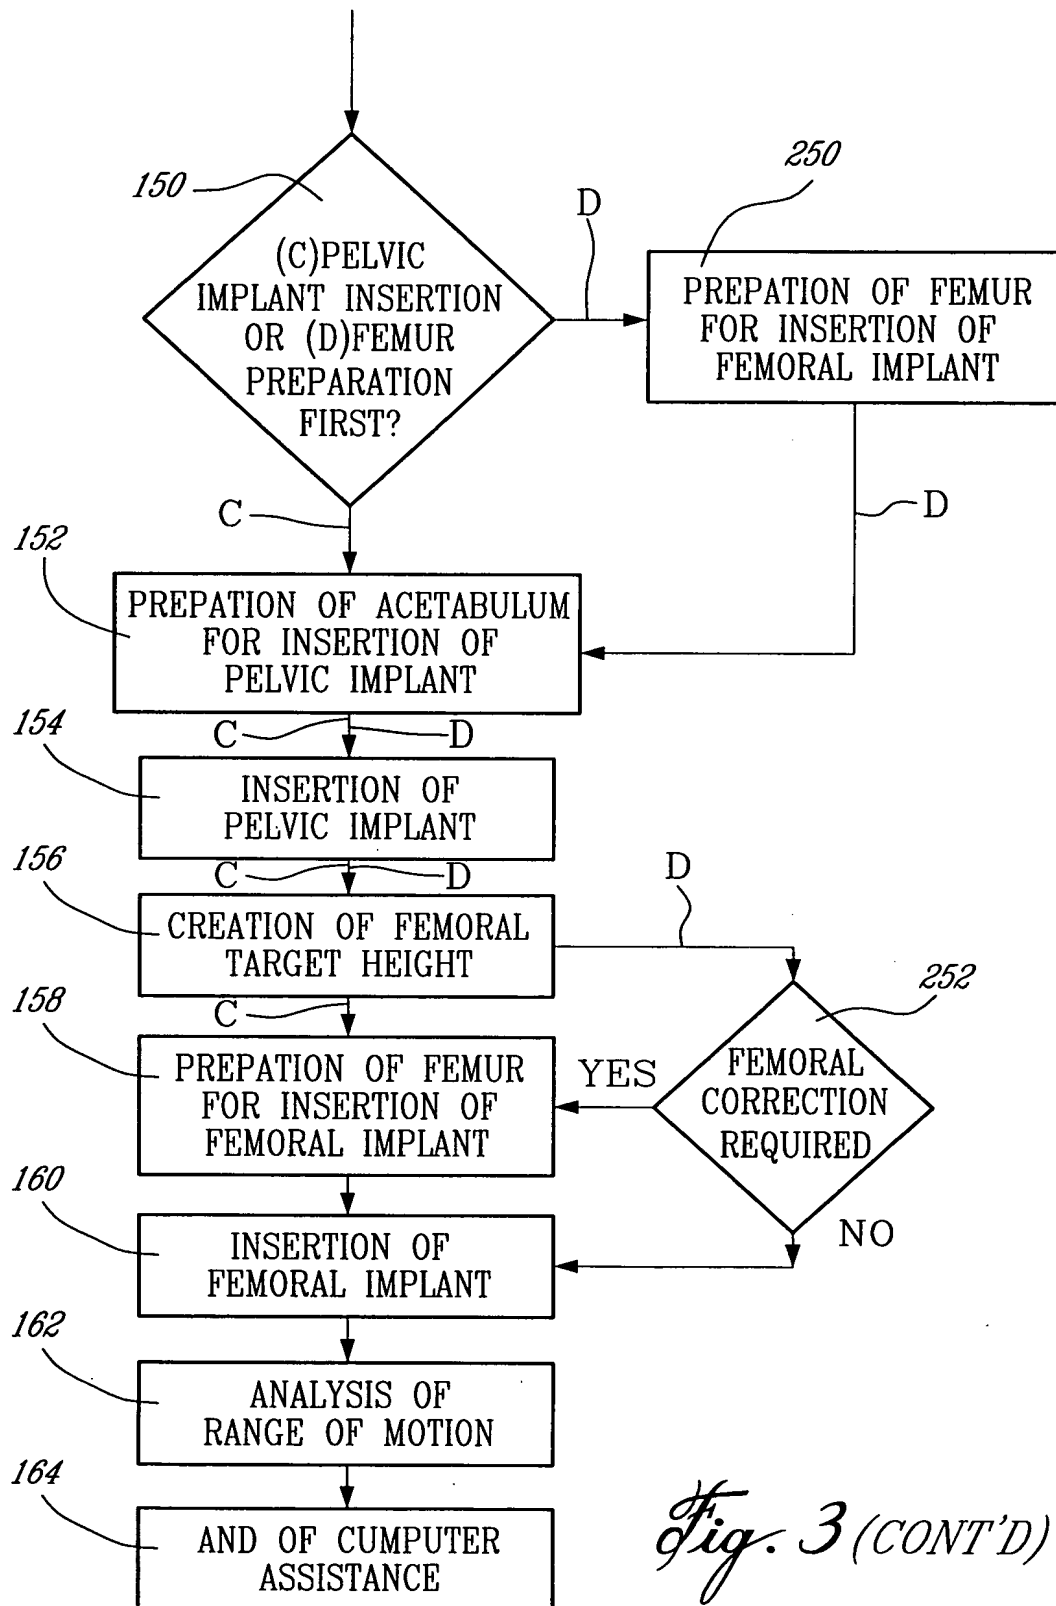 150
(C)PELVIC
IMPLANT INSERTION
OR (D)FEMUR
PREPARATION
FIRST?
D
250
PREPATION OF FEMUR
FOR INSERTION OF
FEMORAL IMPLANT
D
C
152
PREPATION OF ACETABULUM
FOR INSERTION OF
PELVIC IMPLANT
C D
154
INSERTION OF
PELVIC IMPLANT
C D
156
CREATION OF FEMORAL
TARGET HEIGHT
D
252
FEMORAL
CORRECTION
REQUIRED
YES
NO
C
158
PREPATION OF FEMUR
FOR INSERTION OF
FEMORAL IMPLANT
160
INSERTION OF
FEMORAL IMPLANT
162
ANALYSIS OF
RANGE OF MOTION
164
AND OF CUMPUTER
ASSISTANCE
Fig. 3 (CONT'D)